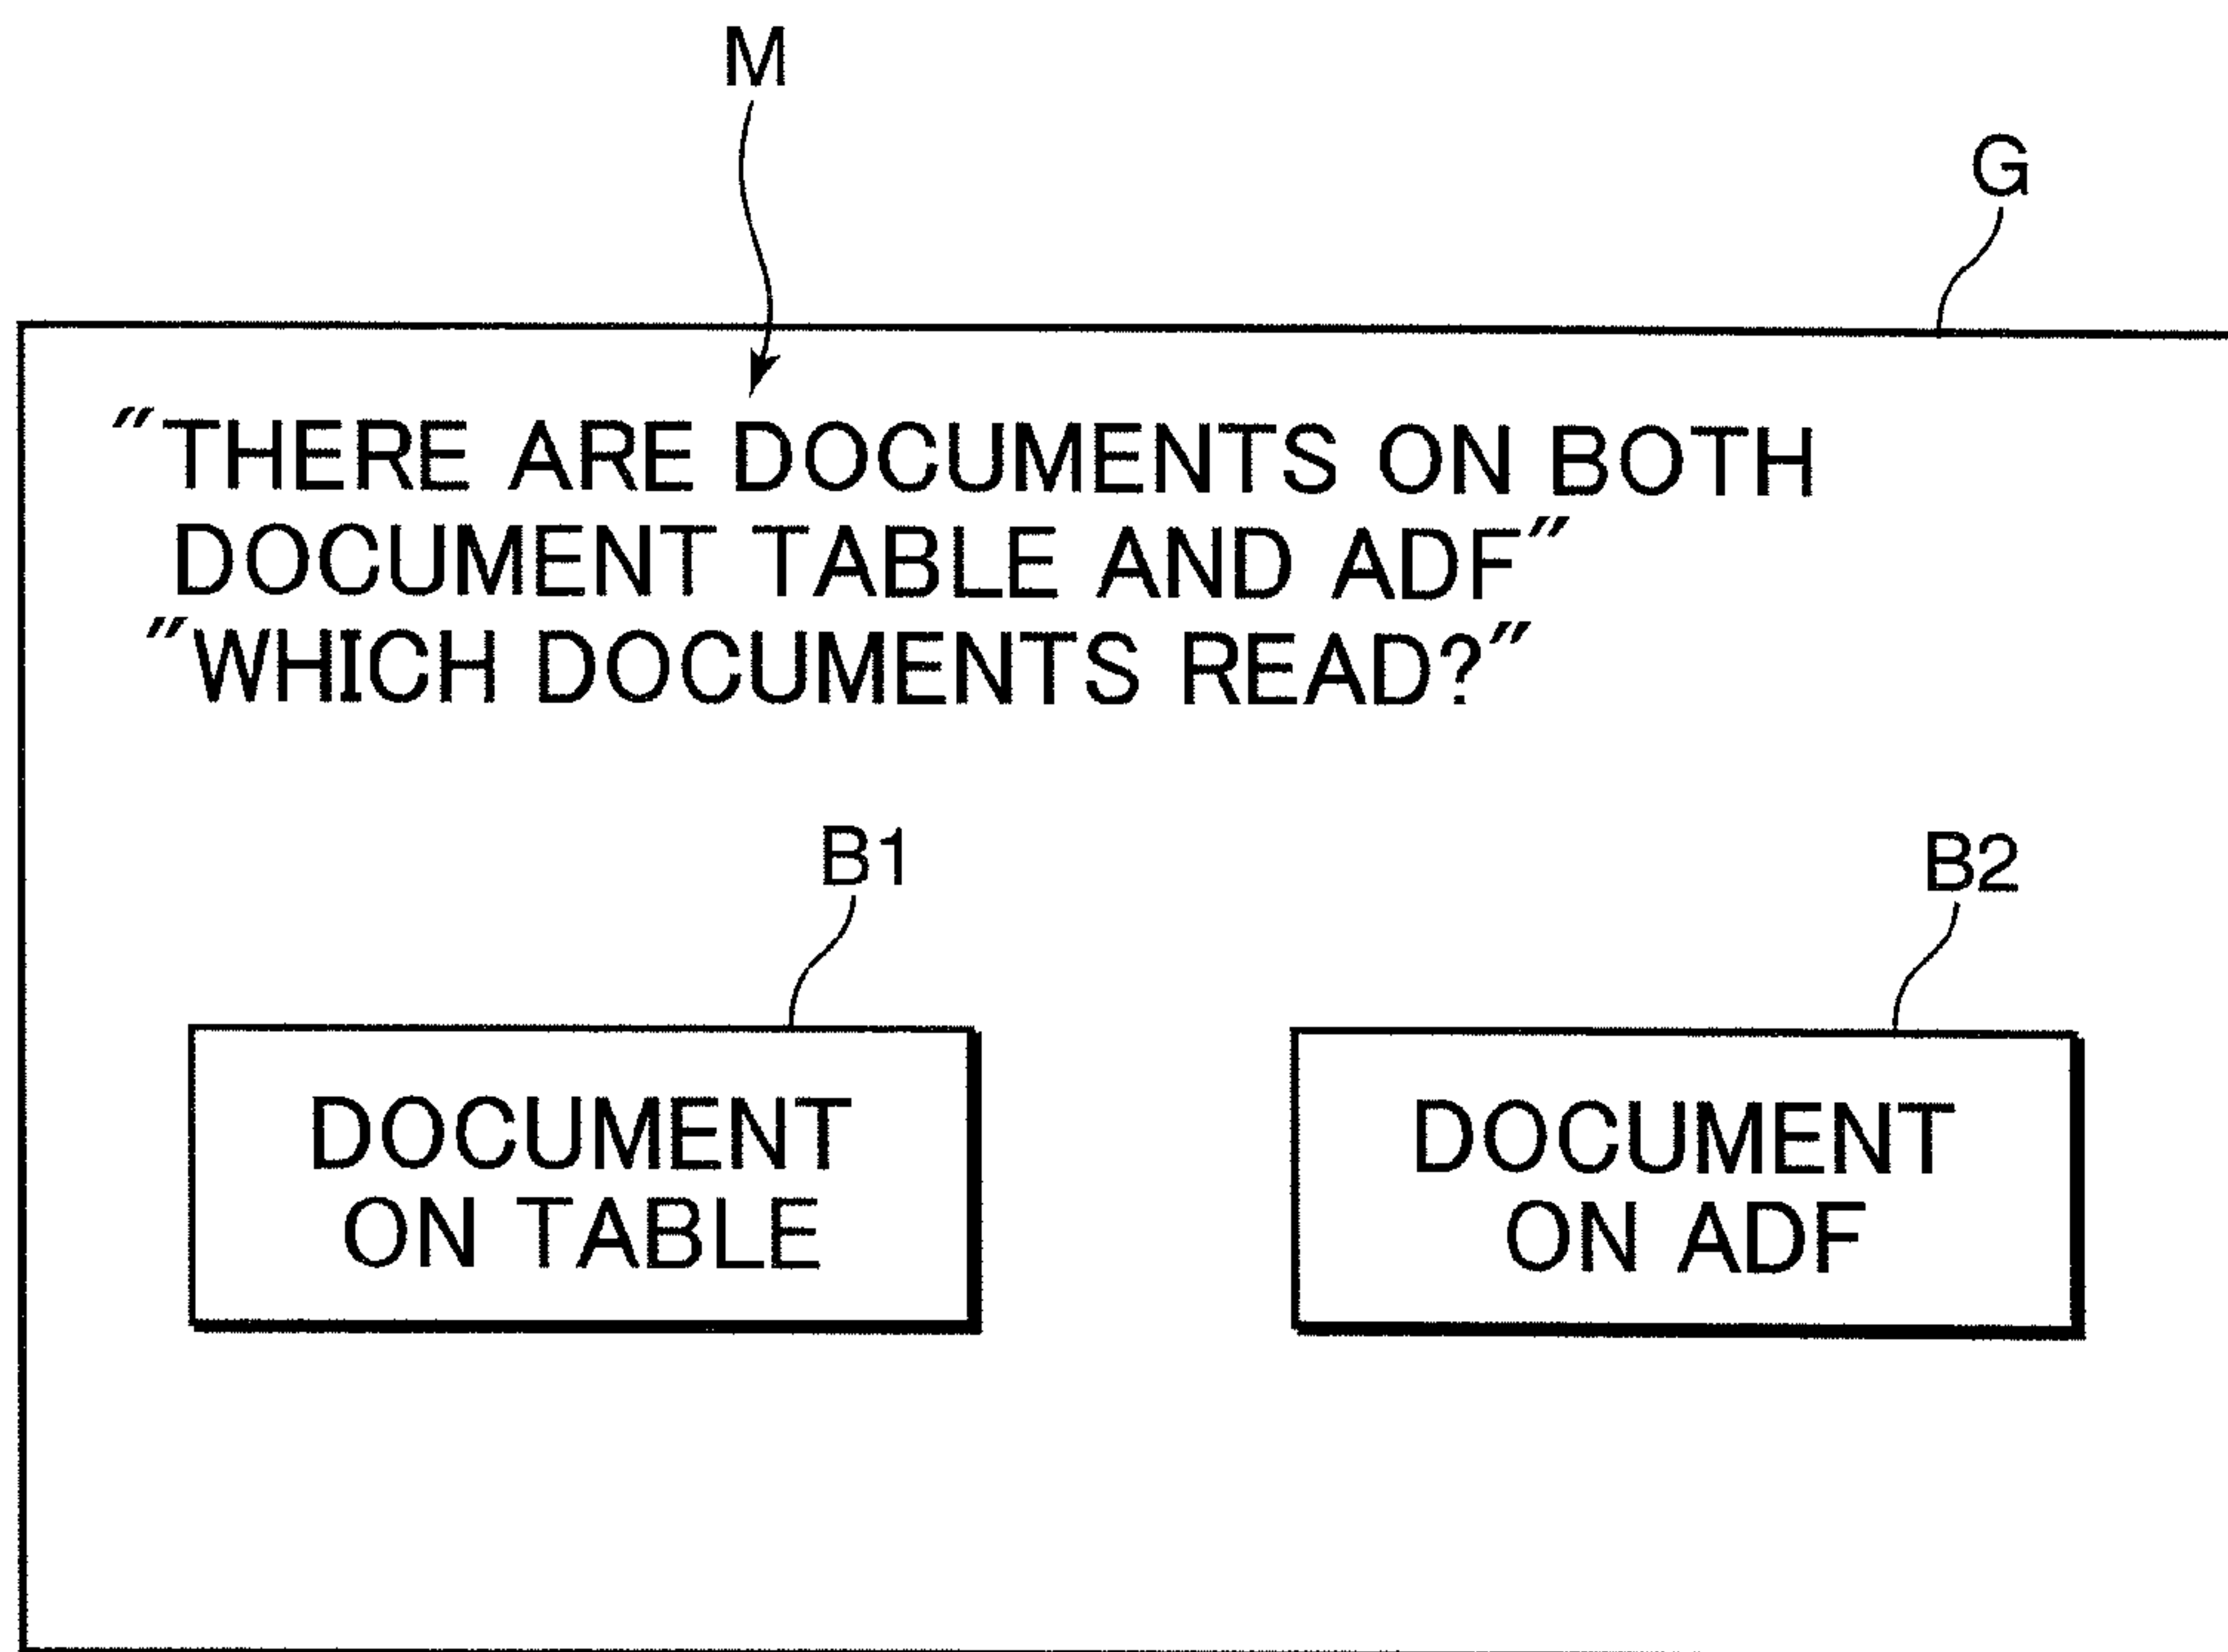 M
G
"THERE ARE DOCUMENTS ON BOTH
DOCUMENT TABLE AND ADF"
"WHICH DOCUMENTS READ?"
B1
B2
DOCUMENT
ON TABLE
DOCUMENT
ON ADF